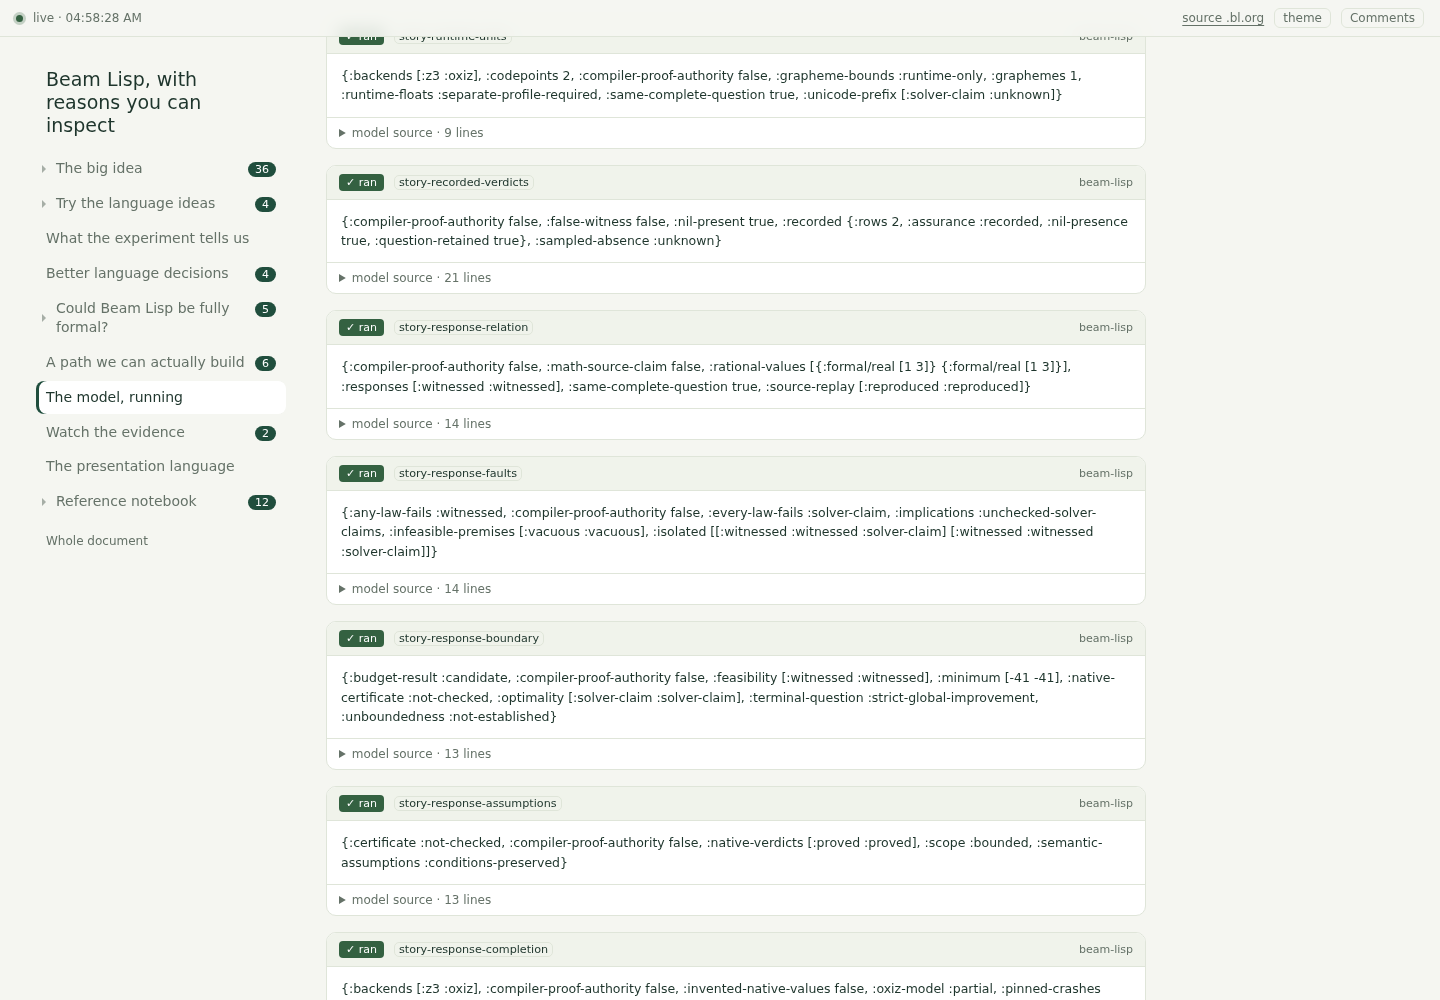 live · 04:58:28 AM
source .bl.org
theme
Comments
Beam Lisp, with
reasons you can
inspect
The big idea 36
Try the language ideas 4
What the experiment tells us
Better language decisions 4
Could Beam Lisp be fully 5
formal?
A path we can actually build 6
The model, running
Watch the evidence 2
The presentation language
Reference notebook 12
Whole document
✓ ran story-runtime-units beam-lisp
{:backends [:z3 :oxiz], :codepoints 2, :compiler-proof-authority false, :grapheme-bounds :runtime-only, :graphemes 1,
:runtime-floats :separate-profile-required, :same-complete-question true, :unicode-prefix [:solver-claim :unknown]}
▶ model source · 9 lines
✓ ran story-recorded-verdicts beam-lisp
{:compiler-proof-authority false, :false-witness false, :nil-present true, :recorded {:rows 2, :assurance :recorded, :nil-presence
true, :question-retained true}, :sampled-absence :unknown}
▶ model source · 21 lines
✓ ran story-response-relation beam-lisp
{:compiler-proof-authority false, :math-source-claim false, :rational-values [{:formal/real [1 3]} {:formal/real [1 3]}],
:responses [:witnessed :witnessed], :same-complete-question true, :source-replay [:reproduced :reproduced]}
▶ model source · 14 lines
✓ ran story-response-faults beam-lisp
{:any-law-fails :witnessed, :compiler-proof-authority false, :every-law-fails :solver-claim, :implications :unchecked-solver-
claims, :infeasible-premises [:vacuous :vacuous], :isolated [[:witnessed :witnessed :solver-claim] [:witnessed :witnessed
:solver-claim]]}
▶ model source · 14 lines
✓ ran story-response-boundary beam-lisp
{:budget-result :candidate, :compiler-proof-authority false, :feasibility [:witnessed :witnessed], :minimum [-41 -41], :native-
certificate :not-checked, :optimality [:solver-claim :solver-claim], :terminal-question :strict-global-improvement,
:unboundedness :not-established}
▶ model source · 13 lines
✓ ran story-response-assumptions beam-lisp
{:certificate :not-checked, :compiler-proof-authority false, :native-verdicts [:proved :proved], :scope :bounded, :semantic-
assumptions :conditions-preserved}
▶ model source · 13 lines
✓ ran story-response-completion beam-lisp
{:backends [:z3 :oxiz], :compiler-proof-authority false, :invented-native-values false, :oxiz-model :partial, :pinned-crashes